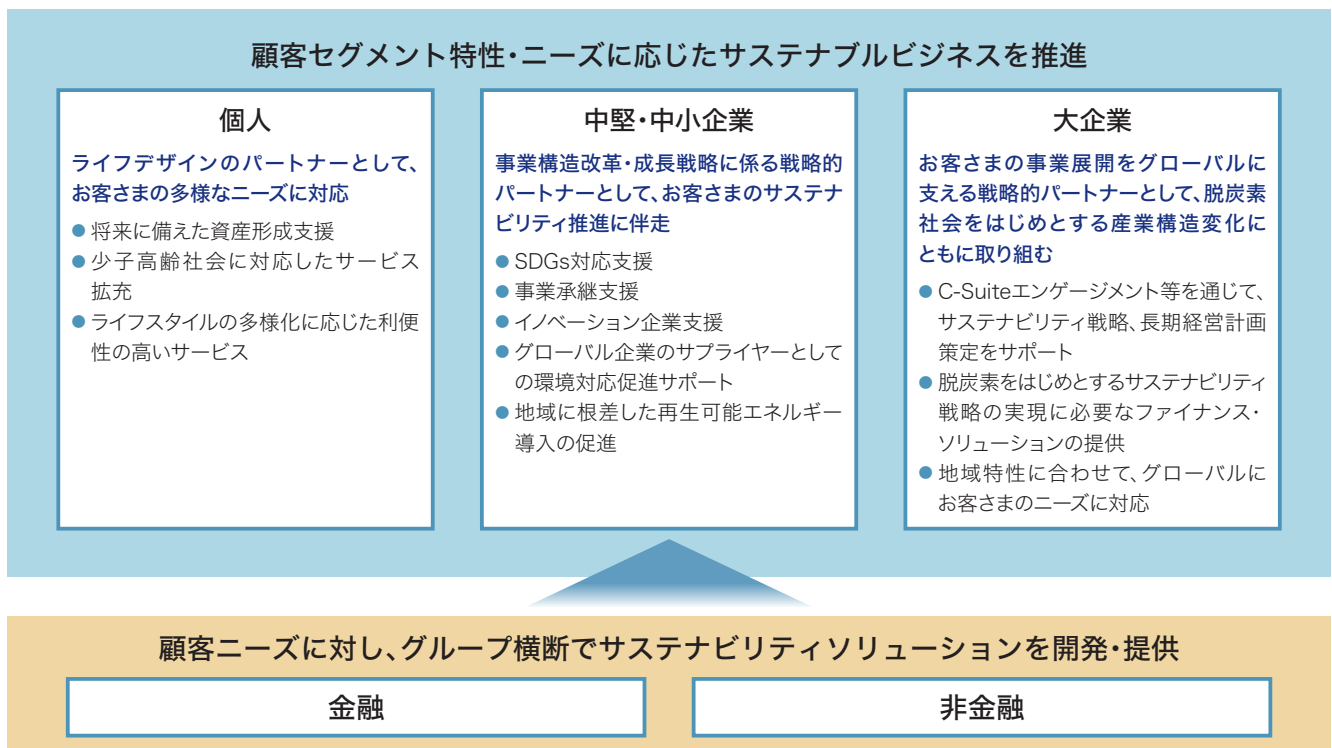 顧客セグメント特性・ニーズに応じたサステナブルビジネスを推進
個人
ライフデザインのパートナーとして、
お客さまの多様なニーズに対応
● 将来に備えた資産形成支援
● 少子高齢社会に対応したサービス
拡充
● ライフスタイルの多様化に応じた利便
性の高いサービス
中堅・中小企業
事業構造改革・成長戦略に係る戦略的
パートナーとして、お客さまのサステナ
ビリティ推進に伴走
● SDGs対応支援
● 事業承継支援
● イノベーション企業支援
● グローバル企業のサプライヤーとして
の環境対応促進サポート
● 地域に根差した再生可能エネルギー
導入の促進
大企業
お客さまの事業展開をグローバルに
支える戦略的パートナーとして、脱炭素
社会をはじめとする産業構造変化に
ともに取り組む
● C-Suiteエンゲージメント等を通じて、
サステナビリティ戦略、長期経営計画
策定をサポート
● 脱炭素をはじめとするサステナビリティ
戦略の実現に必要なファイナンス・
ソリューションの提供
● 地域特性に合わせて、グローバルに
お客さまのニーズに対応
顧客ニーズに対し、グループ横断でサステナビリティソリューションを開発・提供
金融
非金融